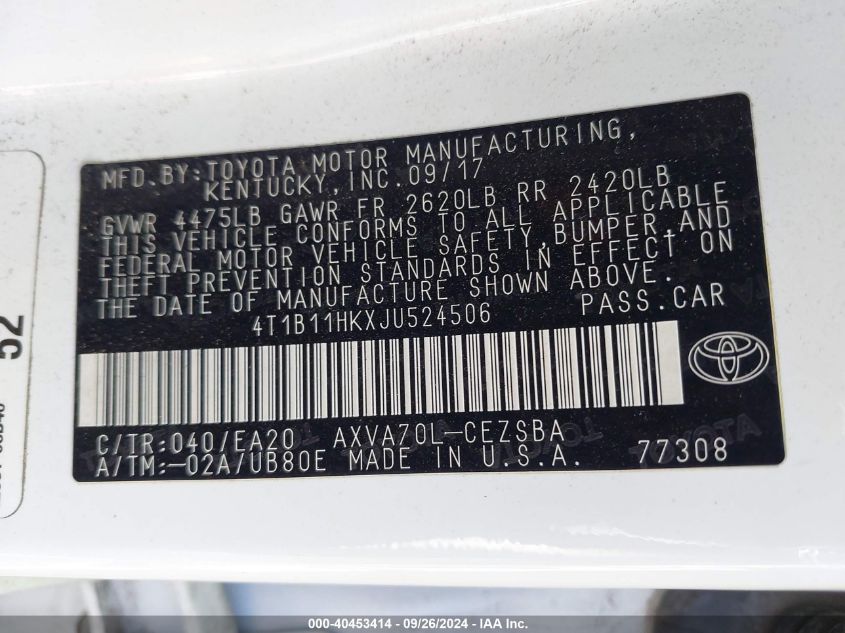 MFD.BY:TOYOTA MOTOR MANUFACTURING,
KENTUCKY,INC.09/17
GVWR 4475LB GAWR FR 2620LB RR 2420LB
THIS VEHICLE CONFORMS TO ALL APPLICABLE
FEDERAL MOTOR VEHICLE SAFETY,BUMPER,AND
THEFT PREVENTION STANDARDS IN EFFECT ON
THE DATE OF MANUFACTURE SHOWN ABOVE.
4T1B11HKXJU524506 PASS.CAR
C/TR:040/EA20 AXVA70L-CEZSBA
A/TM:-02A/UB80E MADE IN U.S.A. 77308
52
000-40453414 - 09/26/2024 - IAA Inc.